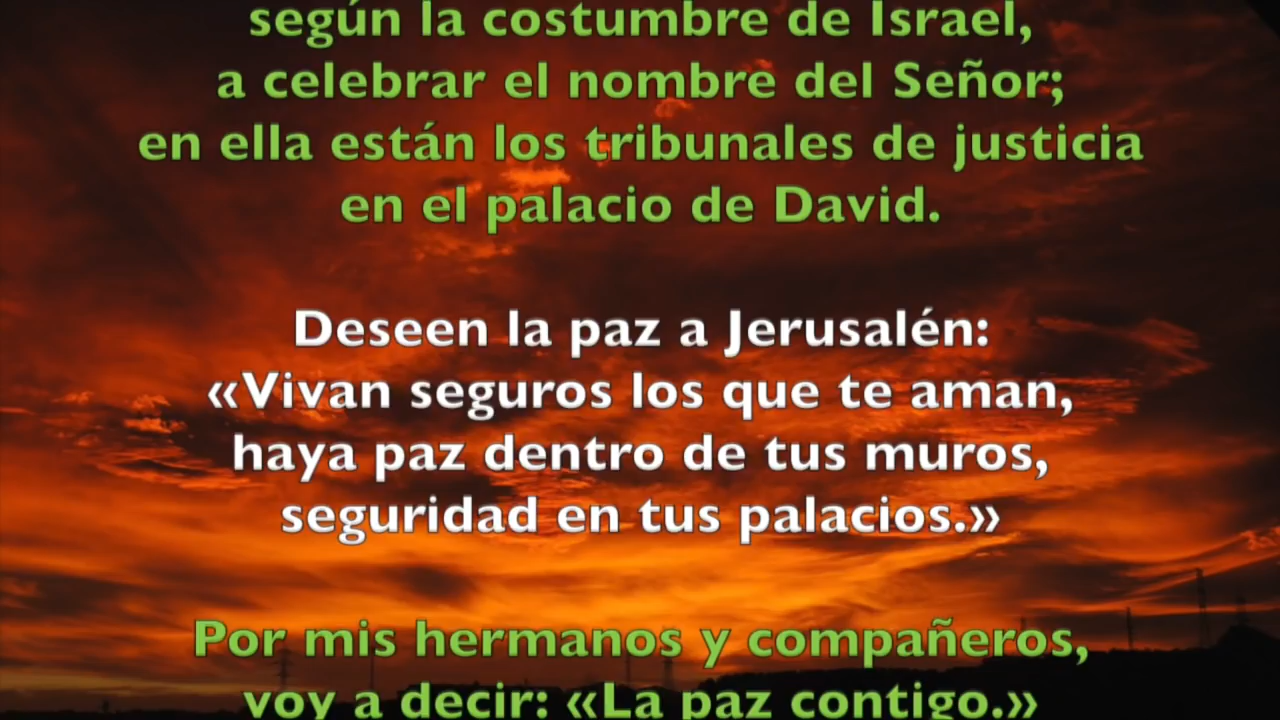 según la costumbre de Israel,
a celebrar el nombre del Señor;
en ella están los tribunales de justicia
en el palacio de David.
Deseen la paz a Jerusalén:
«Vivan seguros los que te aman,
haya paz dentro de tus muros,
seguridad en tus palacios.»
Por mis hermanos y compañeros,
voy a decir: «La paz contigo.»